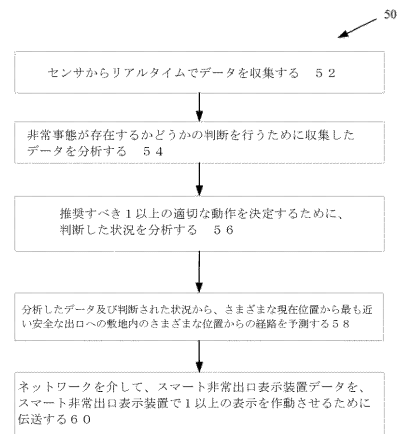 50
センサからリアルタイムでデータを収集する　５２
非常事態が存在するかどうかの判断を行うために収集した
データを分析する　５４
推奨すべき１以上の適切な動作を決定するために、
判断した状況を分析する　５６
分析したデータ及び判断された状況から、さまざまな現在位置から最も近
い安全な出口への敷地内のさまざまな位置からの経路を予測する５８
ネットワークを介して、スマート非常出口表示装置データを、
スマート非常出口表示装置で１以上の表示を作動させるために
伝送する６０